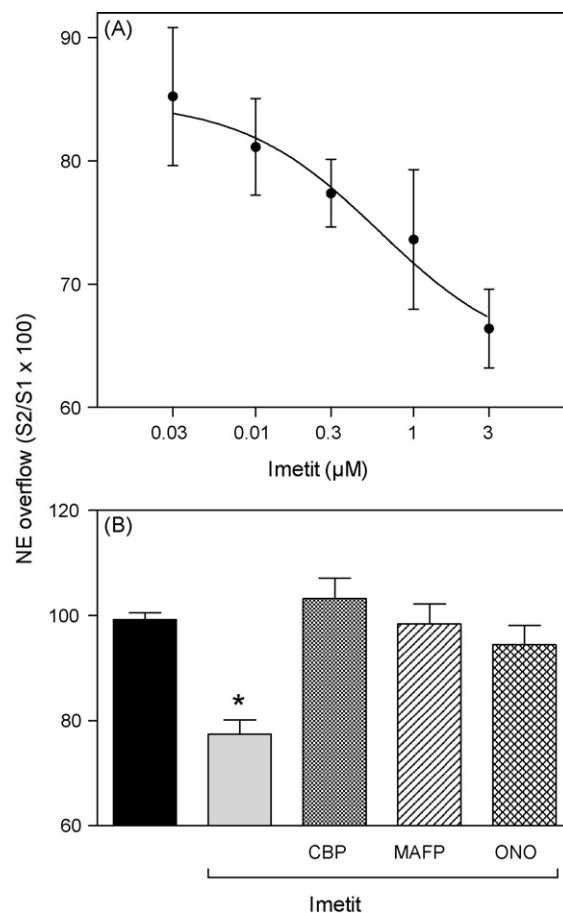 (A)
90
80
70
60
0.03 0.01 0.3 1 3
Imetit (µM)
NE overflow (S2/S1 x 100)
(B)
120
100
80
60
*
CBP MAFP ONO
Imetit